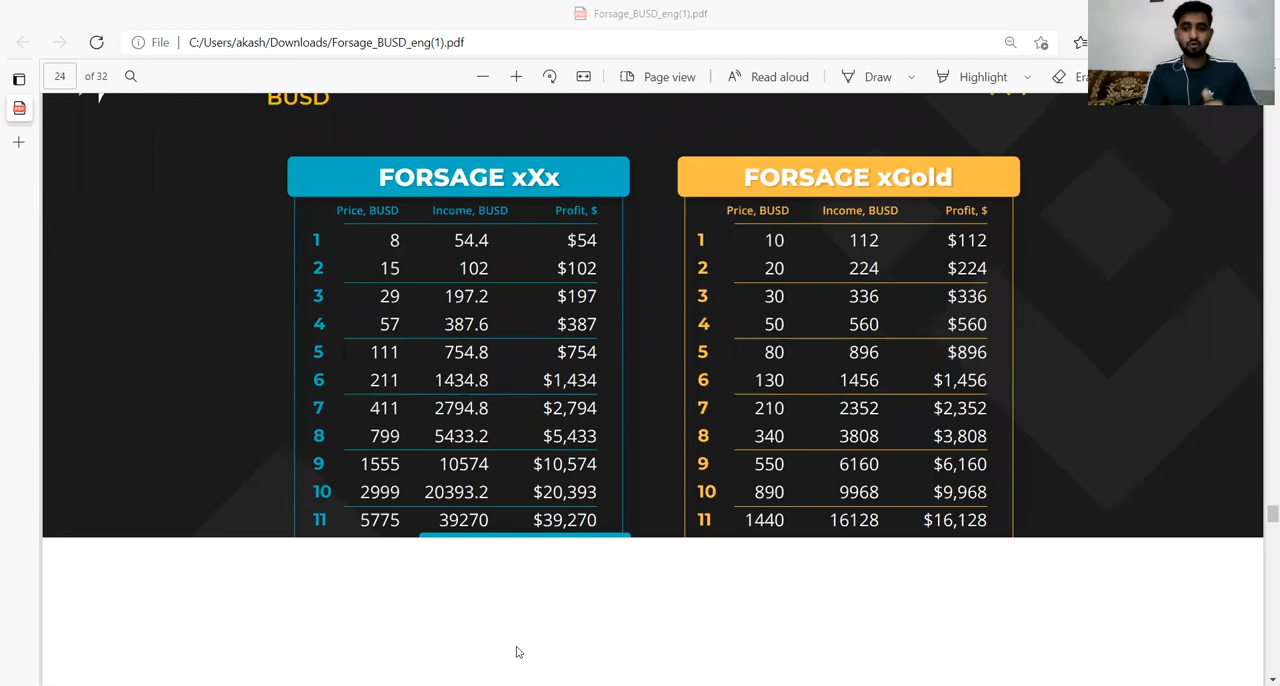 Forsage_BUSD_eng(1).pdf
File | C:/Users/akash/Downloads/Forsage_BUSD_eng(1).pdf
24 of 32 Page view Read aloud Draw Highlight
BUSD
FORSAGE xXx
Price, BUSD Income, BUSD Profit, $
1 8 54.4 $54
2 15 102 $102
3 29 197.2 $197
4 57 387.6 $387
5 111 754.8 $754
6 211 1434.8 $1,434
7 411 2794.8 $2,794
8 799 5433.2 $5,433
9 1555 10574 $10,574
10 2999 20393.2 $20,393
11 5775 39270 $39,270
FORSAGE xGold
Price, BUSD Income, BUSD Profit, $
1 10 112 $112
2 20 224 $224
3 30 336 $336
4 50 560 $560
5 80 896 $896
6 130 1456 $1,456
7 210 2352 $2,352
8 340 3808 $3,808
9 550 6160 $6,160
10 890 9968 $9,968
11 1440 16128 $16,128